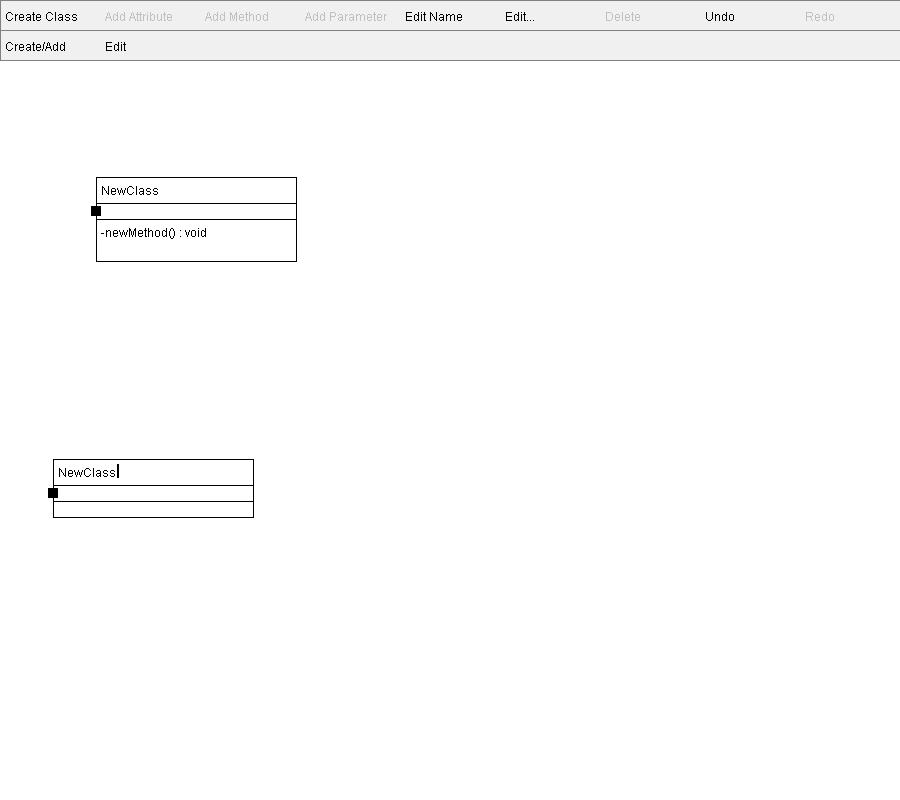 Create Class Add Attribute Add Method Add Parameter Edit Name Edit... Delete Undo Redo
Create/Add Edit
NewClass
-newMethod() : void
NewClass